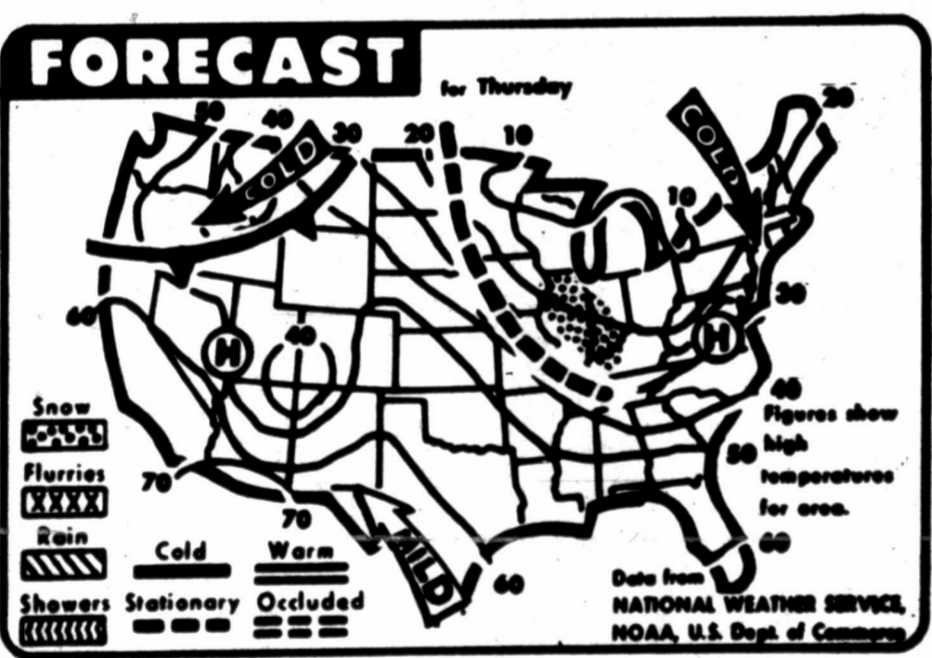 FORECAST
for Thursday
50 40 30 20 10 20
COLD COLD
10
30
60
H H
40
40
Snow
Figures show
50 high
Flurries
temperatures
70
for area.
70
Rain Cold Warm
60
MILD 60
Data from
Showers Stationary Occluded
NATIONAL WEATHER SERVICE,
NOAA, U.S. Dept. of Commerce